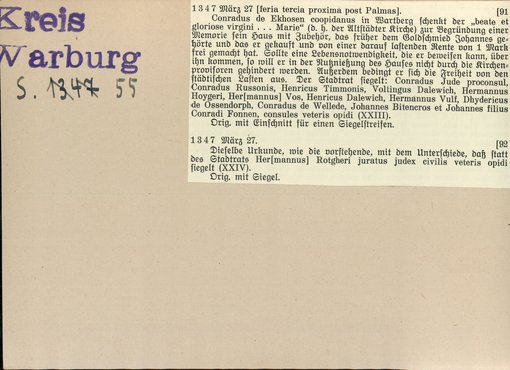 Kreis
Warburg
S. 1347 55
1347 März 27 [feria tercia proxima post Palmas]. [91
Conradus de Ekhosen coopidanus in Wartberg schenkt der „beate et
gloriose virgini . . . Marie“ (d. h. der Altstädter Kirche) zur Begründung einer
Memorie sein Haus mit Zubehör, das früher dem Goldschmied Johannes ge-
hörte und das er gekauft und von einer darauf lastenden Rente von 1 Mark
frei gemacht hat. Sollte eine Lebensnotwendigkeit, die er beweisen kann, über
ihn kommen, so will er in der Nutznießung des Hauses nicht durch die Kirchen-
provisoren gehindert werden. Außerdem bedingt er sich die Freiheit von den
städtischen Lasten aus. Der Stadtrat siegelt: Conradus Jude proconsul,
Conradus Russonis, Henricus Timmonis, Voltingus Dalewich, Hermannus
Hoygeri, Her[mannus] Vos, Henricus Dalewich, Hermannus Vulf, Dhydericus
de Ossendorph, Conradus de Wellede, Johannes Bitencros et Johannes filius
Conradi Fonnen, consules veteris opidi (XXIII).
Orig. mit Einschnitt für einen Siegelstreifen.
1347 März 27. [92
Dieselbe Urkunde, wie die vorstehende, mit dem Unterschiede, daß statt
des Stadtrats Her[mannus] Rotgheri juratus judex civilis veteris opidi
siegelt (XXIV).
Orig. mit Siegel.